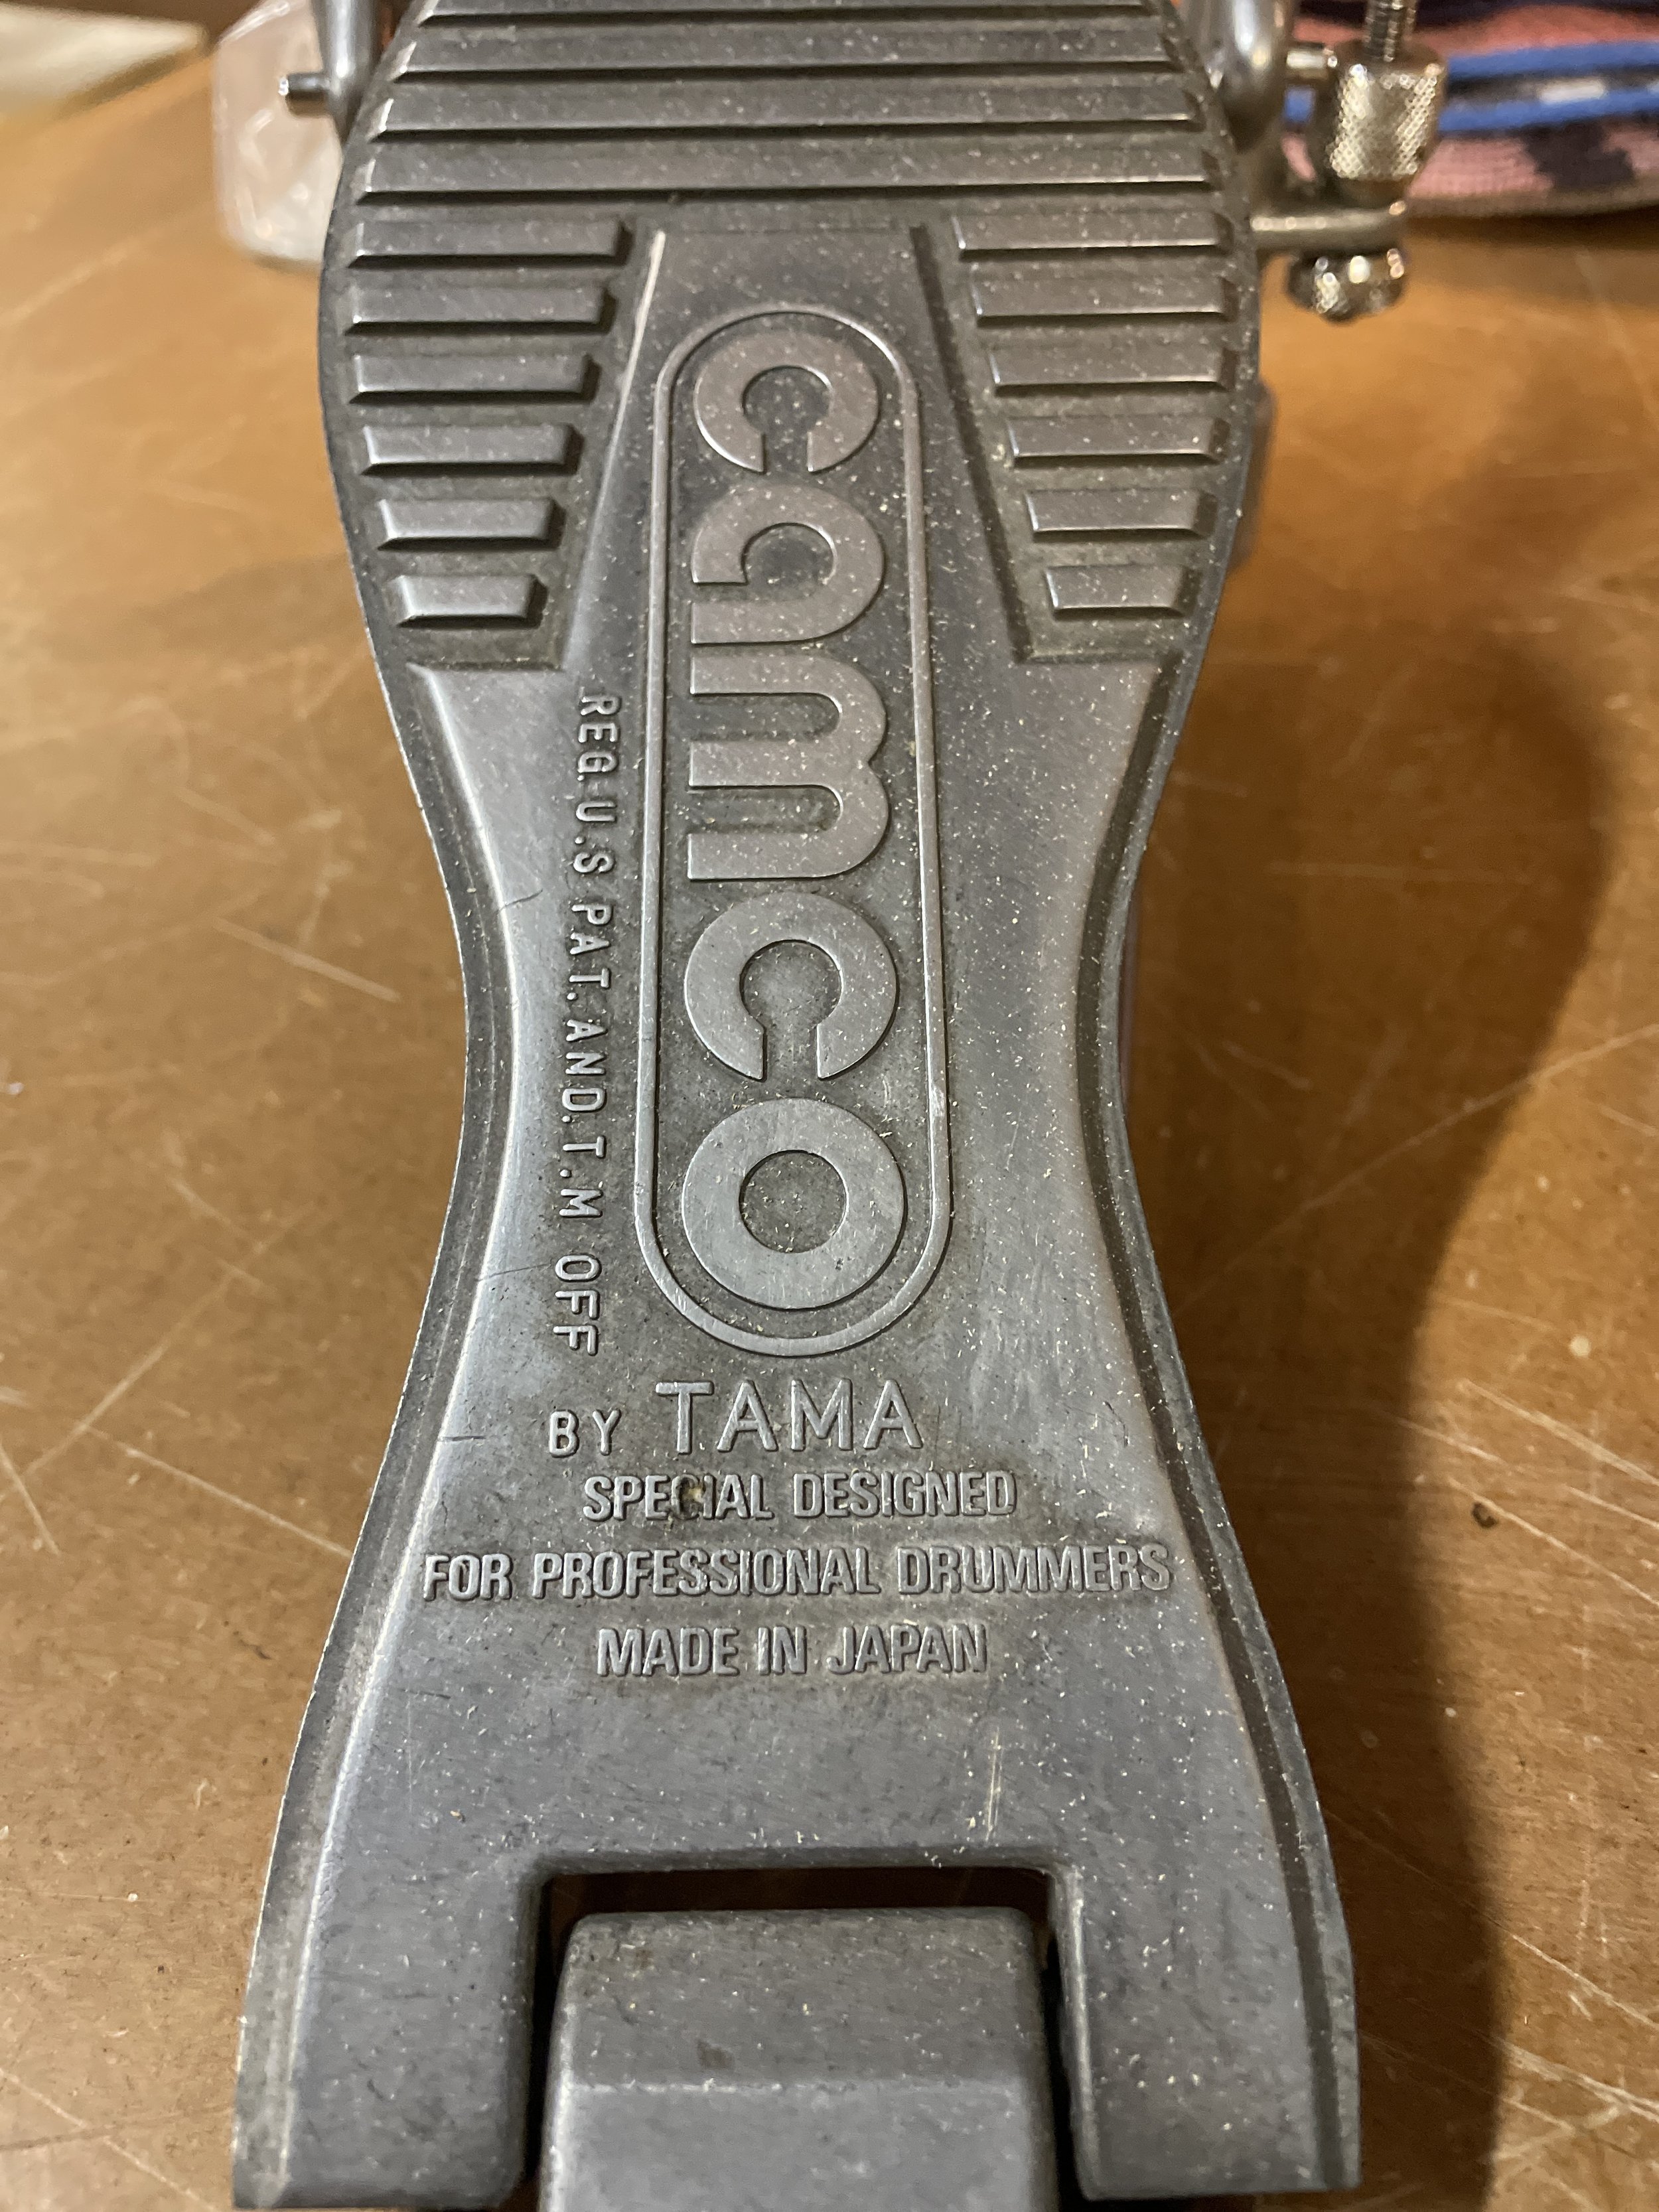 camco
REG.U.S PAT.AND.T.M OFF
BY TAMA
SPECIAL DESIGNED
FOR PROFESSIONAL DRUMMERS
MADE IN JAPAN